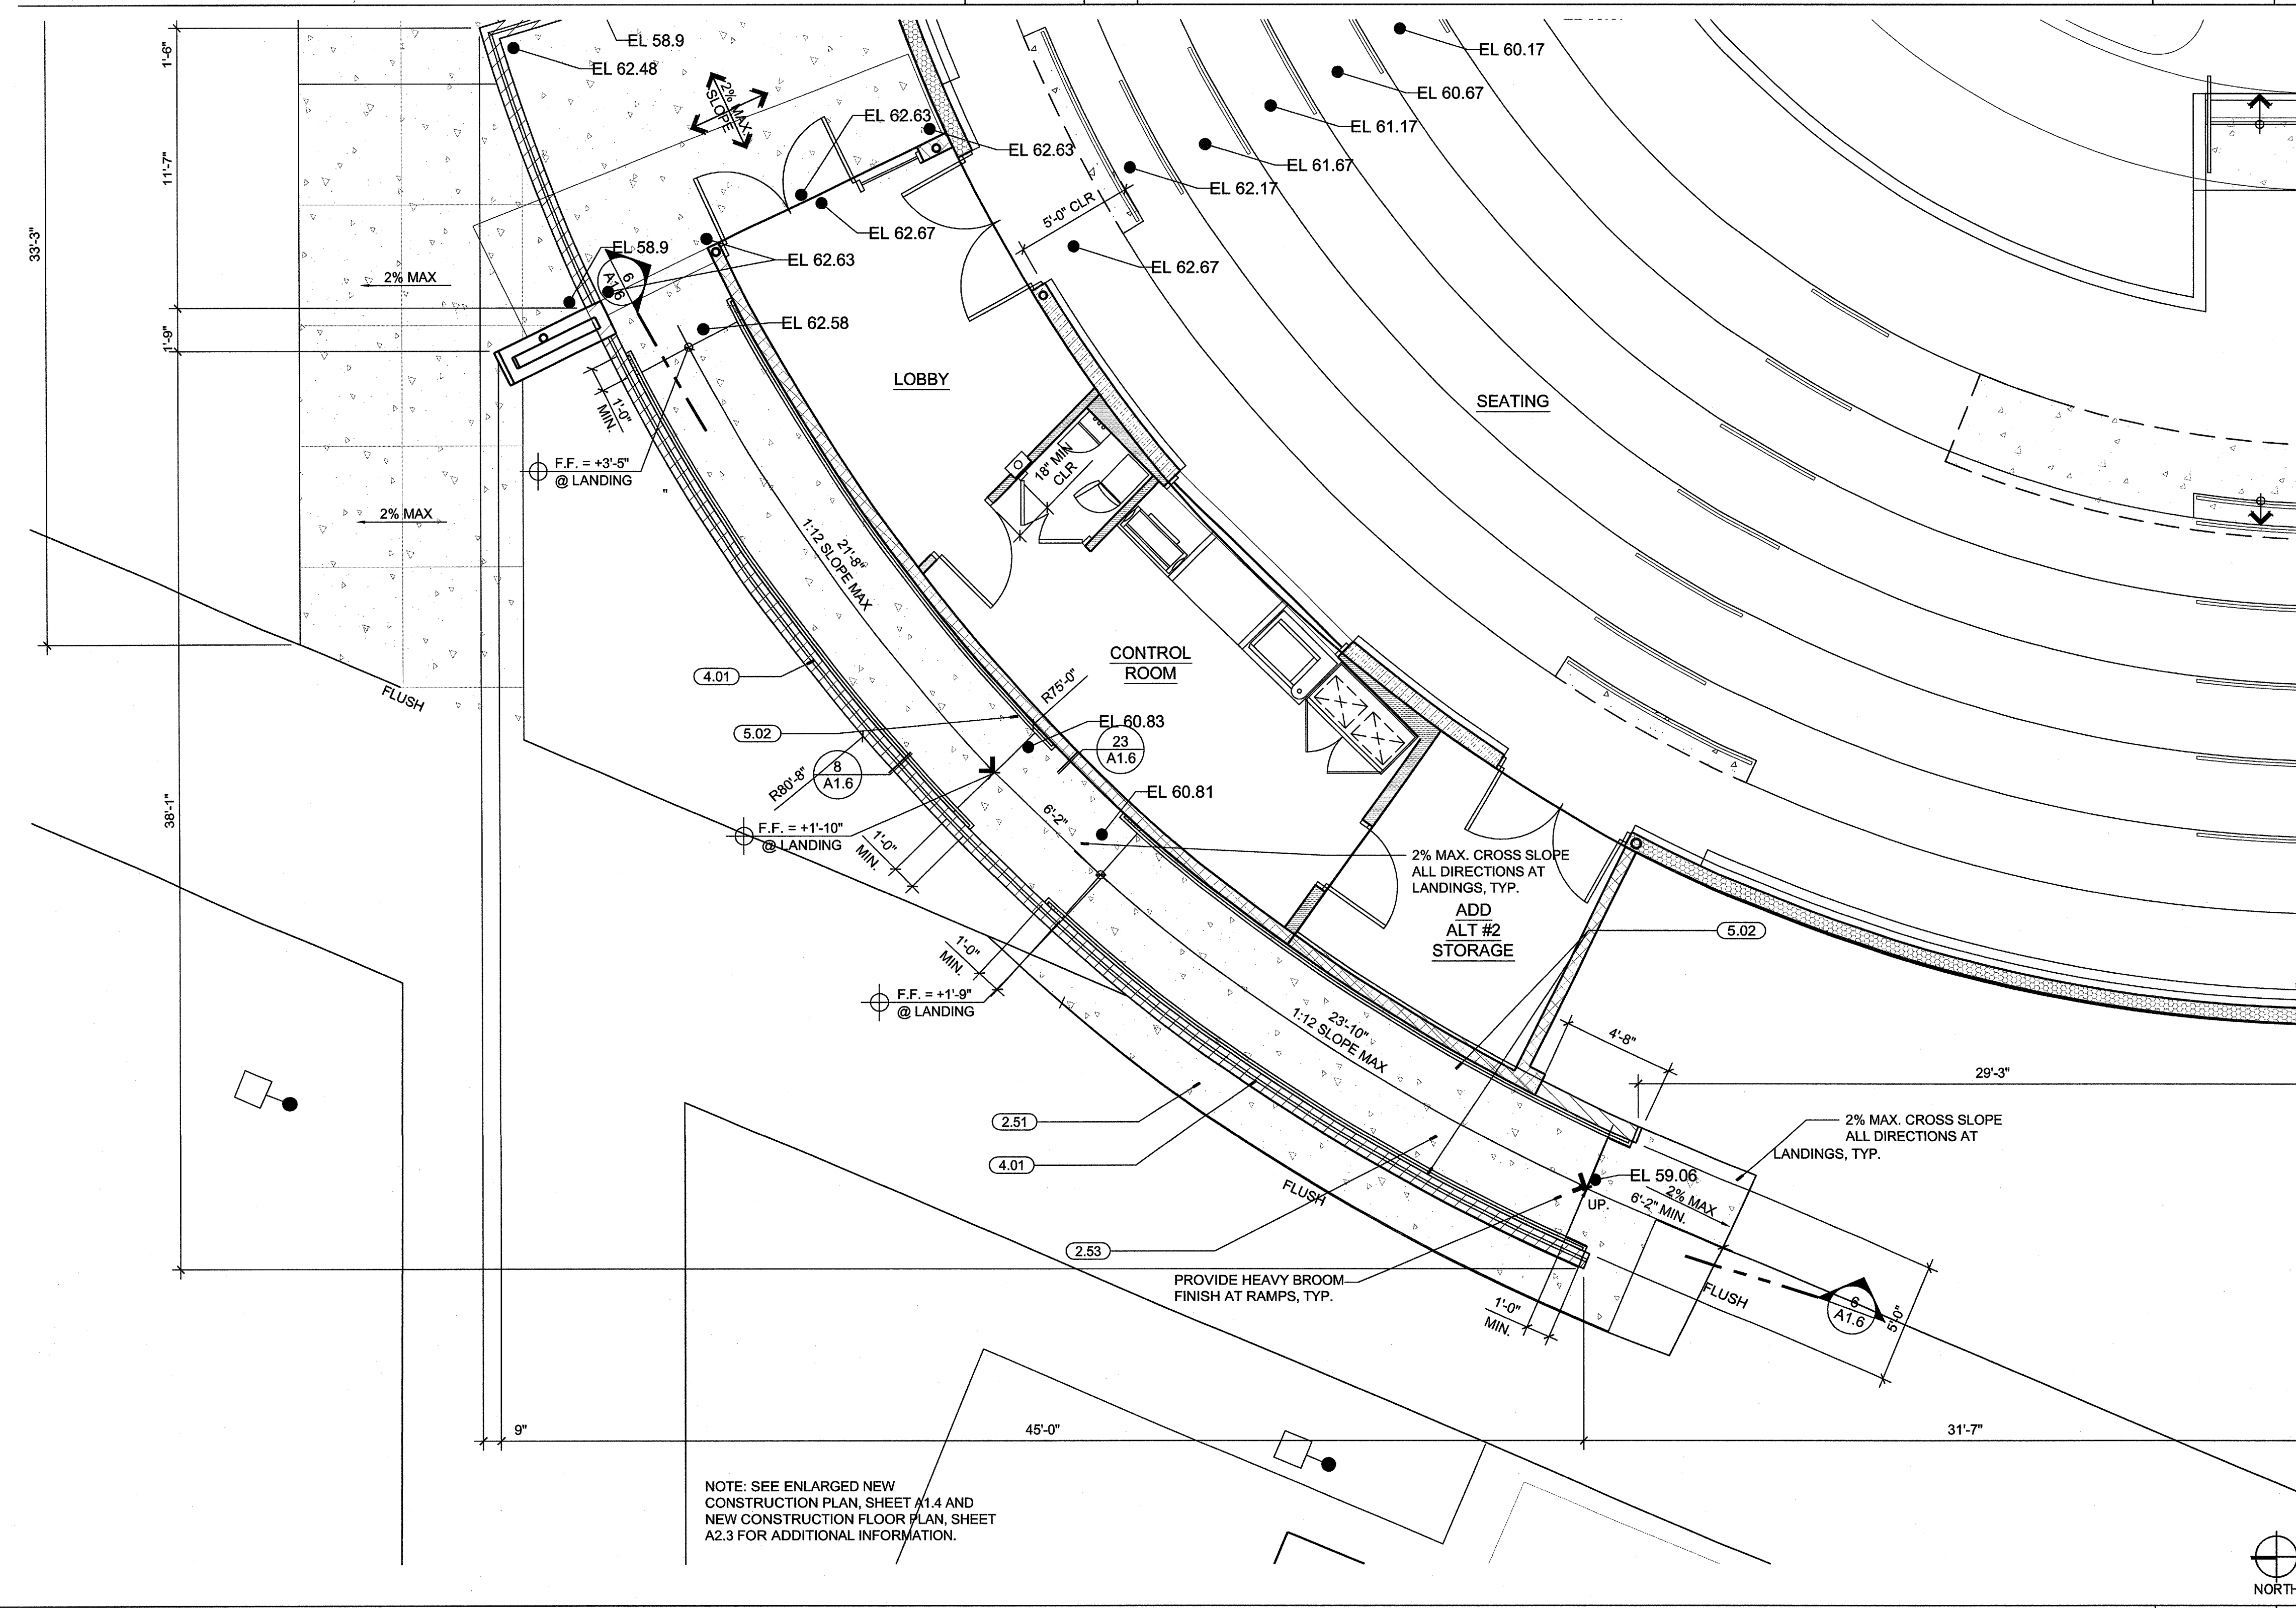 EL 58.9
EL 62.48
1'-6"
2% MAX.
SLOPE
EL 60.17
EL 60.67
EL 61.17
EL 61.67
EL 62.17
EL 62.63
EL 62.63
5'-0" CLR
EL 62.67
EL 62.67
EL 62.63
EL 58.9
6
A1.6
EL 62.58
11'-7"
33'-3"
2% MAX
1'-9"
LOBBY
SEATING
1'-0"
MIN.
F.F. = +3'-5"
@ LANDING
"
18" MIN
CLR
2% MAX
21'-8"
1:12 SLOPE MAX
FLUSH
4.01
CONTROL
ROOM
R75'-0"
5.02
EL 60.83
23
A1.6
8
A1.6
R80'-8"
EL 60.81
6'-2"
F.F. = +1'-10"
@ LANDING
1'-0"
MIN.
38'-1"
2% MAX. CROSS SLOPE
ALL DIRECTIONS AT
LANDINGS, TYP.
ADD
ALT #2
STORAGE
5.02
1'-0"
MIN.
F.F. = +1'-9"
@ LANDING
23'-10"
1:12 SLOPE MAX
4'-8"
29'-3"
2.51
4.01
2% MAX. CROSS SLOPE
ALL DIRECTIONS AT
LANDINGS, TYP.
EL 59.06
2% MAX
6'-2" MIN.
UP.
FLUSH
2.53
PROVIDE HEAVY BROOM
FINISH AT RAMPS, TYP.
1'-0"
MIN.
FLUSH
6
A1.6
5'-0"
9"
45'-0"
31'-7"
NOTE: SEE ENLARGED NEW
CONSTRUCTION PLAN, SHEET A1.4 AND
NEW CONSTRUCTION FLOOR PLAN, SHEET
A2.3 FOR ADDITIONAL INFORMATION.
NORTH